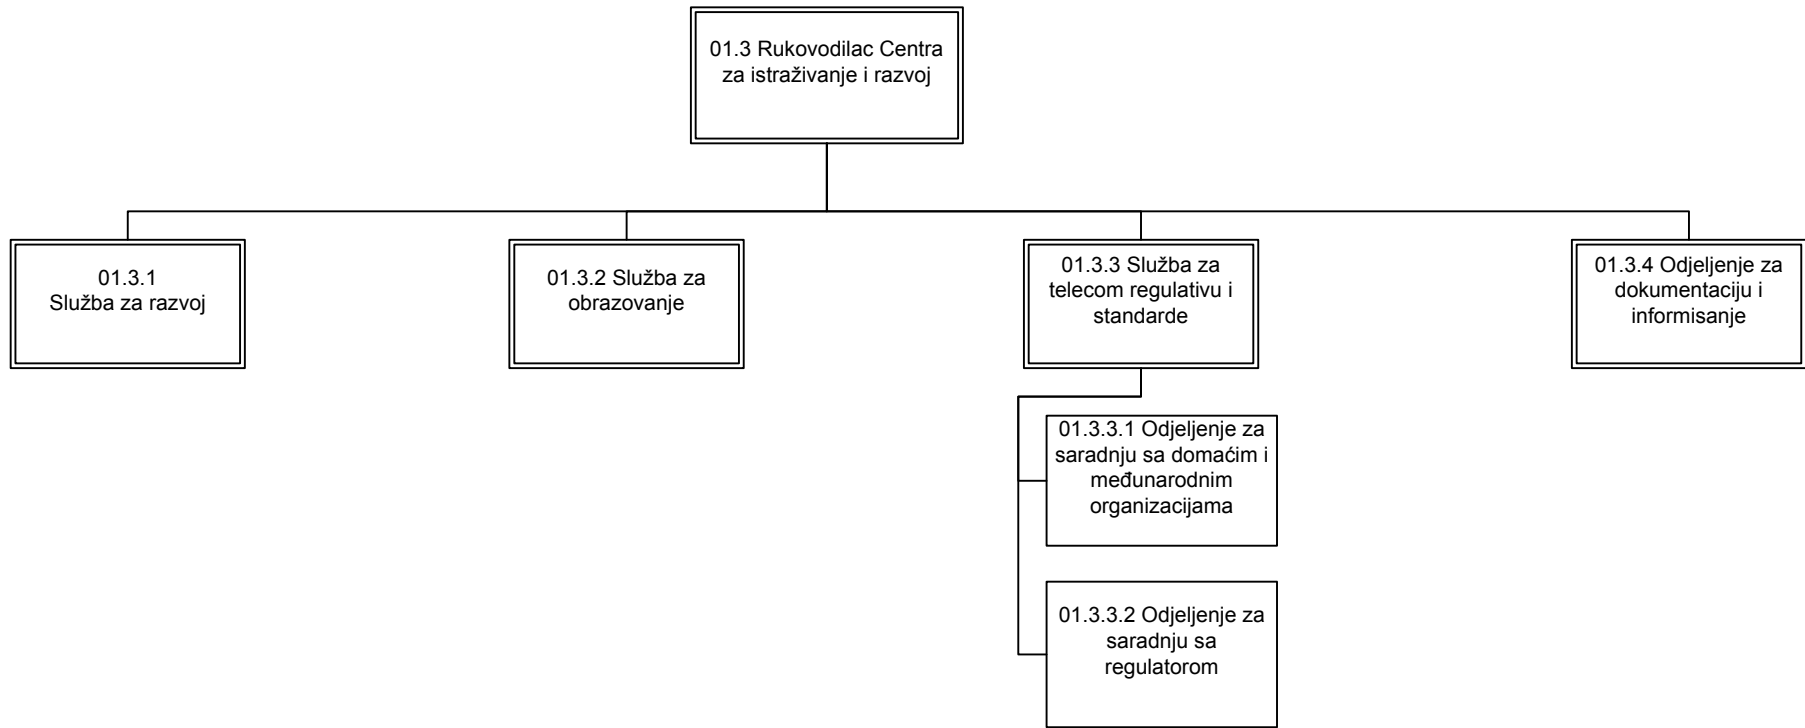 01.3 Rukovodilac Centra
za istraživanje i razvoj
01.3.1
Služba za razvoj
01.3.2 Služba za
obrazovanje
01.3.3 Služba za
telecom regulativu i
standarde
01.3.4 Odjeljenje za
dokumentaciju i
informisanje
01.3.3.1 Odjeljenje za
saradnju sa domaćim i
međunarodnim
organizacijama
01.3.3.2 Odjeljenje za
saradnju sa
regulatorom